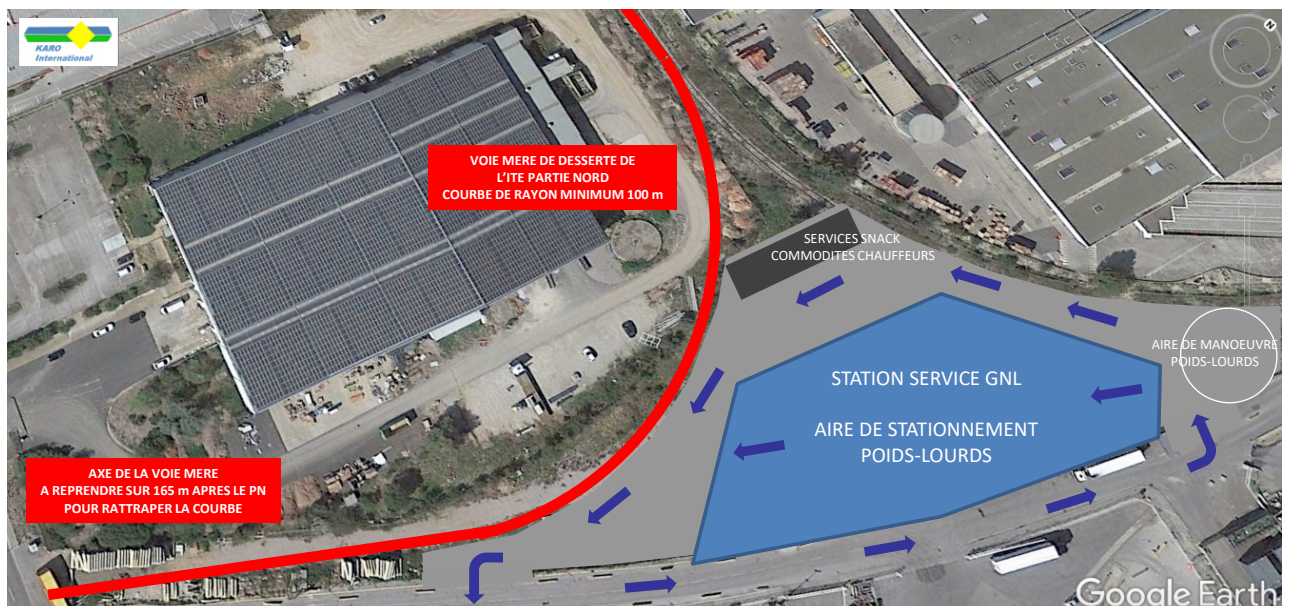 KARO
International
VOIE MERE DE DESSERTE DE
L'ITE PARTIE NORD
COURBE DE RAYON MINIMUM 100 m
SERVICES SNACK
COMMODITES CHAUFFEURS
AIRE DE MANOEUVRE
POIDS-LOURDS
STATION SERVICE GNL
AIRE DE STATIONNEMENT
POIDS-LOURDS
AXE DE LA VOIE MERE
A REPRENDRE SUR 165 m APRES LE PN
POUR RATTRAPER LA COURBE
Google Earth
N